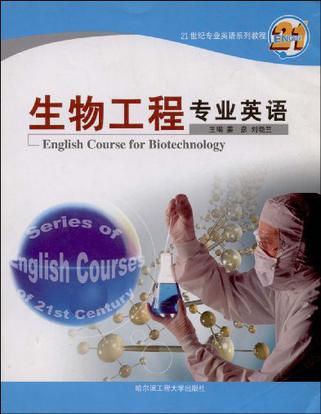 21世纪专业英语系列教程
21
ENGLISH
生物工程 专业英语
主编 姜 彦 刘晓兰
English Course for Biotechnology
Series of
English Courses
of 21st Century
哈尔滨工程大学出版社